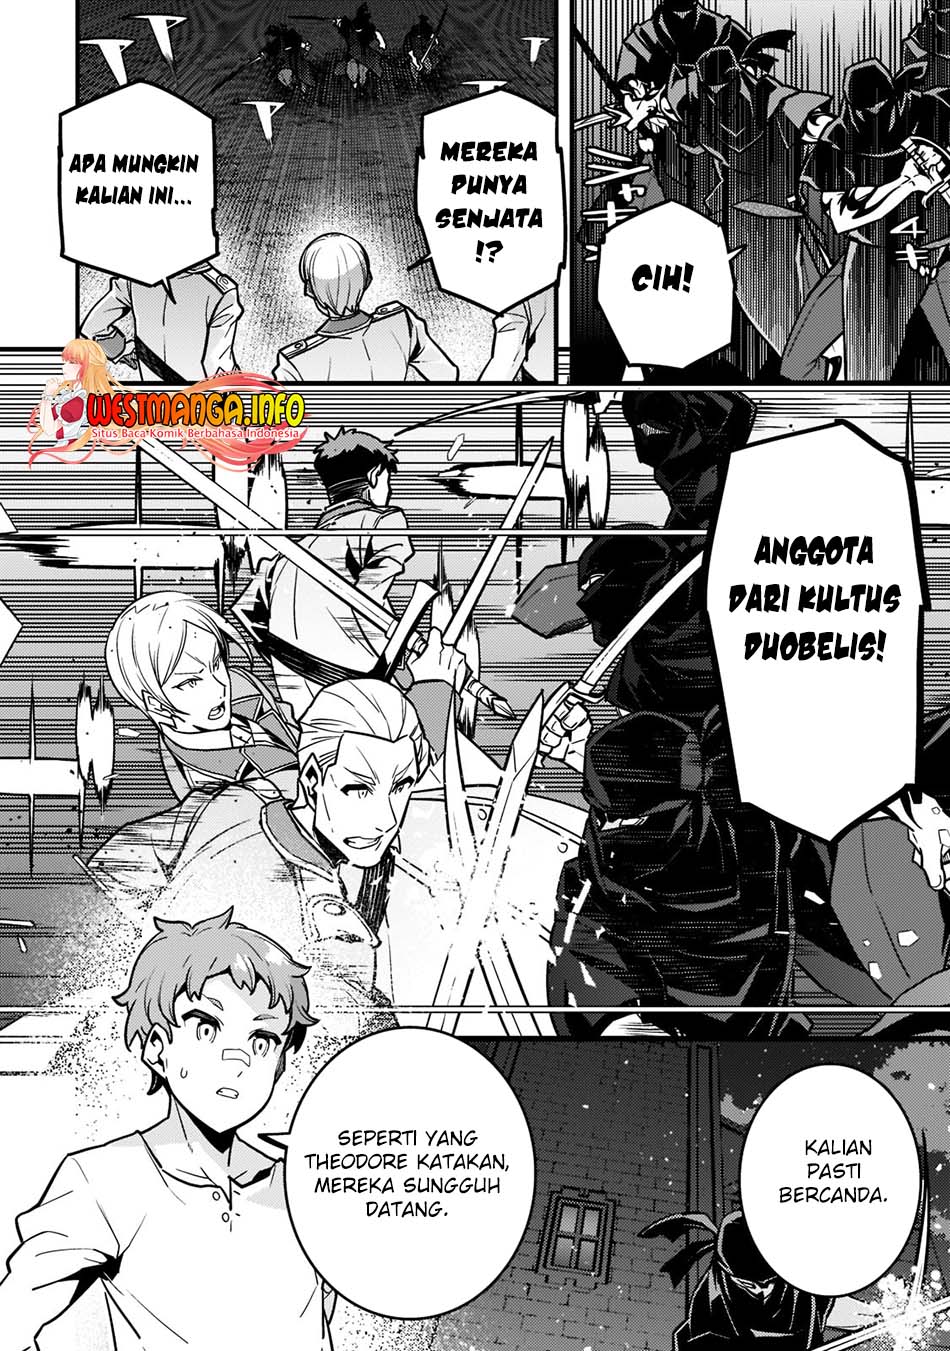 CIH!
MEREKA
PUNYA
SENJATA
!?
APA MUNGKIN
KALIAN INI...
WESTMANGA.INFO
Situs Baca Komik Berbahasa Indonesia
ANGGOTA
DARI KULTUS
DUOBELIS!
KALIAN
PASTI
BERCANDA.
SEPERTI YANG
THEODORE KATAKAN,
MEREKA SUNGGUH
DATANG.